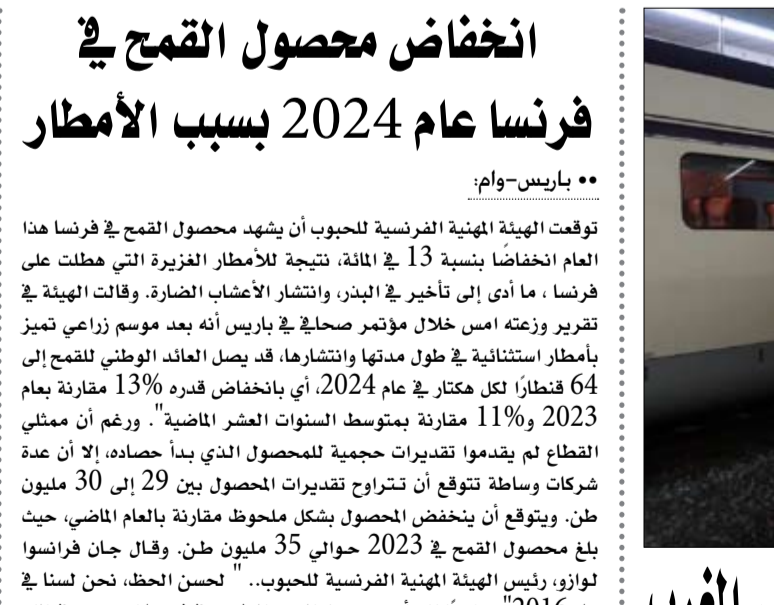 انخفاض محصول القمح في
فرنسا عام 2024 بسبب الأمطار
•• باريس-وام:
توقعت الهيئة المهنية الفرنسية للحبوب أن يشهد محصول القمح في فرنسا هذا
العام انخفاضًا بنسبة 13 في المائة، نتيجة للأمطار الغزيرة التي هطلت على
فرنسا ، ما أدى إلى تأخير في البذر، وانتشار الأعشاب الضارة. وقالت الهيئة في
تقرير وزعته امس خلال مؤتمر صحافي في باريس أنه بعد موسم زراعي تميز
بأمطار استثنائية في طول مدتها وانتشارها، قد يصل العائد الوطني للقمح إلى
64 قنطارًا لكل هكتار في عام 2024، أي بانخفاض قدره %13 مقارنة بعام
2023 و%11 مقارنة بمتوسط السنوات العشر الماضية". ورغم أن ممثلي
القطاع لم يقدموا تقديرات حجمية للمحصول الذي بدأ حصاده، إلا أن عدة
شركات وساطة تتوقع أن تتراوح تقديرات المحصول بين 29 إلى 30 مليون
طن. ويتوقع أن ينخفض المحصول بشكل ملحوظ مقارنة بالعام الماضي، حيث
بلغ محصول القمح في 2023 حوالي 35 مليون طن. وقال جان فرانسوا
لوازو، رئيس الهيئة المهنية الفرنسية للحبوب.. " لحسن الحظ، نحن لسنا في